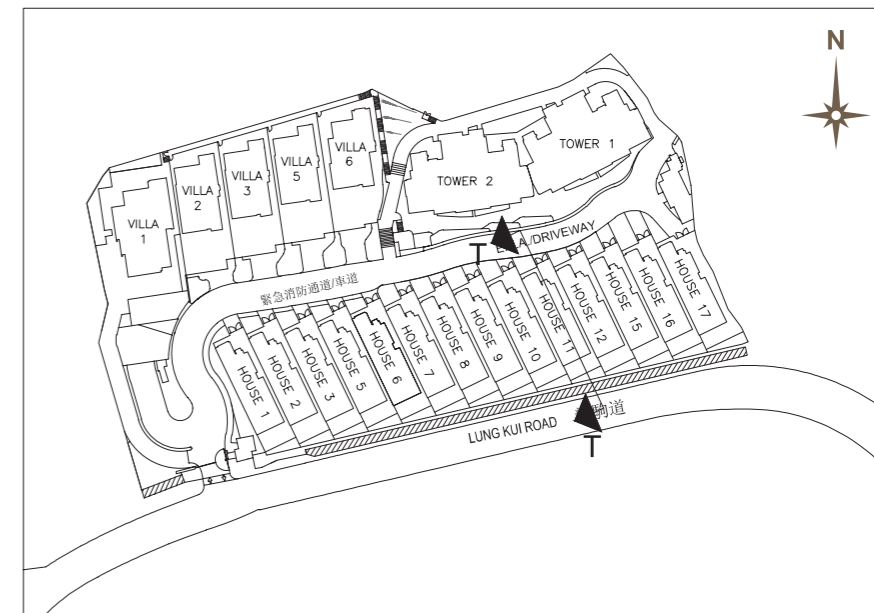 N
TOWER 1
TOWER 2
VILLA
6
VILLA
5
VILLA
3
VILLA
2
VILLA
1
/DRIVEWAY
T
緊急消防通道/車道
HOUSE 1
HOUSE 2
HOUSE 3
HOUSE 5
HOUSE 6
HOUSE 7
HOUSE 8
HOUSE 9
HOUSE 10
HOUSE 11
HOUSE 12
HOUSE 15
HOUSE 16
HOUSE 17
LUNG KUI ROAD
道
T